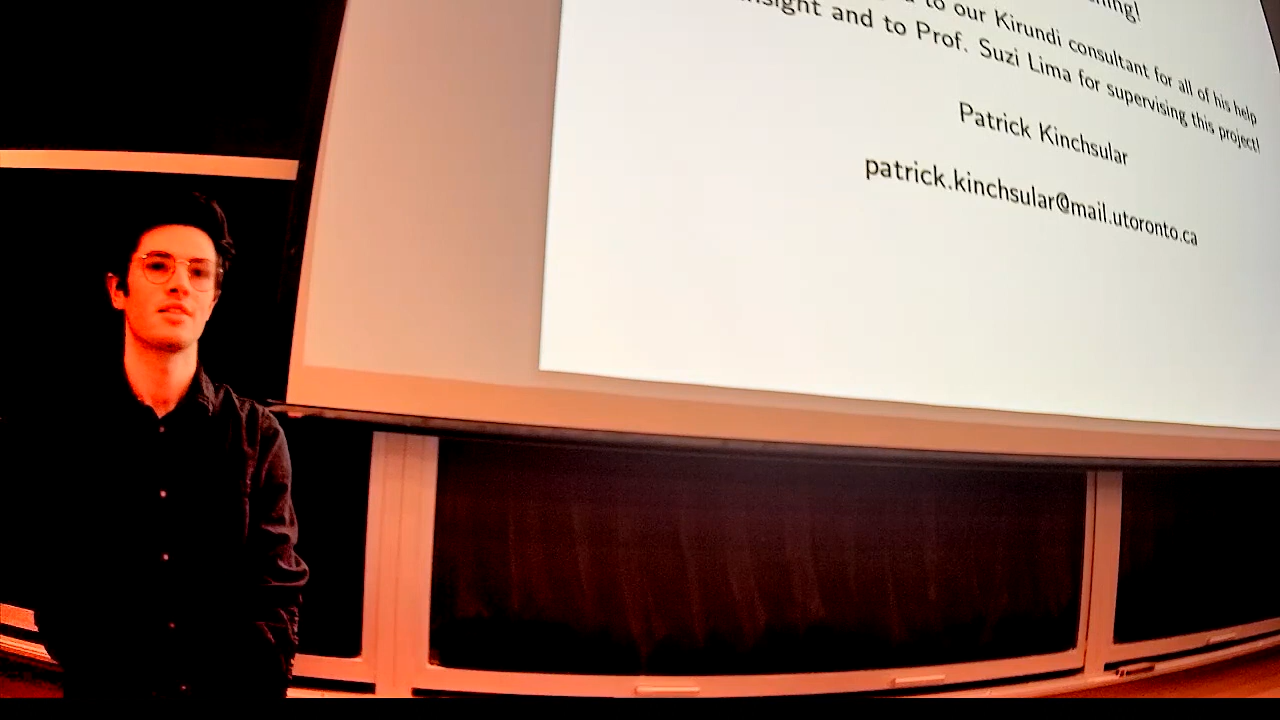 to our Kirundi consultant for all of his help
insight and to Prof. Suzi Lima for supervising this project!
Patrick Kinchsular
patrick.kinchsular@mail.utoronto.ca